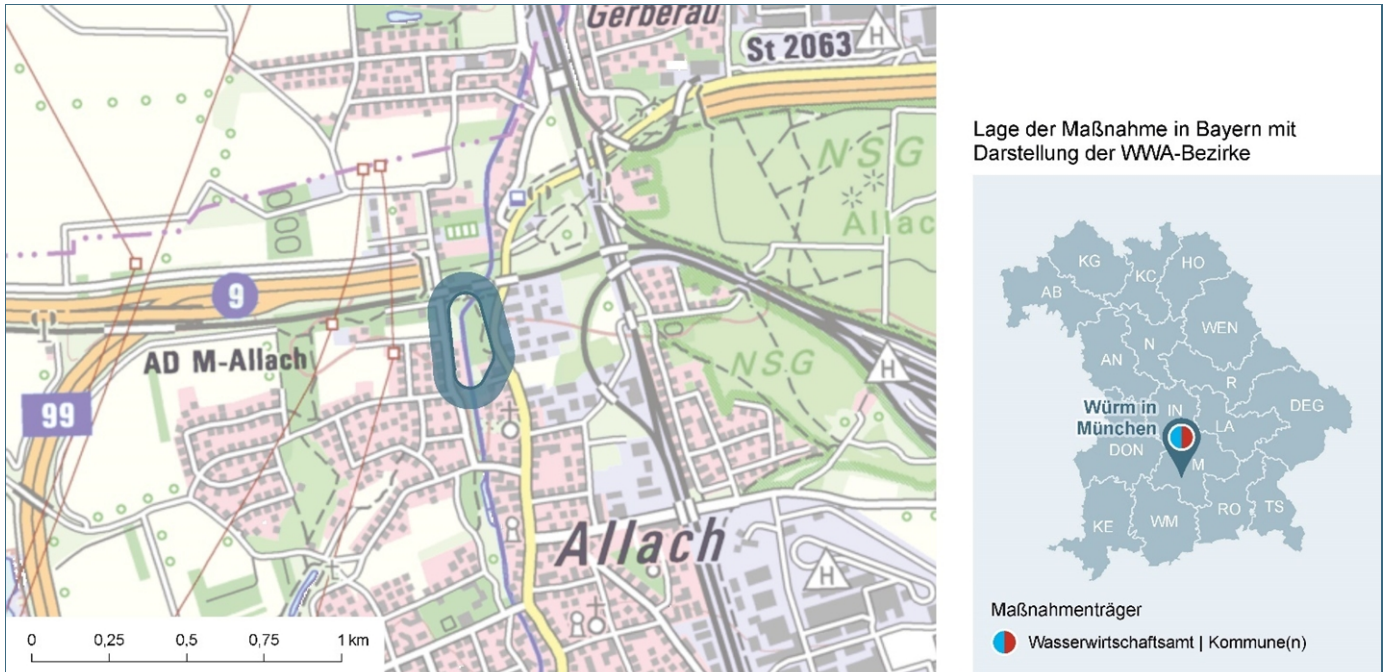 Gerberau
St 2063
H
NSG
Allac
9
AD M-Allach
NSG
H
99
Allach
H
0 0,25 0,5 0,75 1 km
Lage der Maßnahme in Bayern mit
Darstellung der WWA-Bezirke
KG
KC
HO
AB
WEN
AN
N
R
DEG
Würm in
München
IN
LA
DON
M
KE
WM
RO
TS
Maßnahmenträger
Wasserwirtschaftsamt | Kommune(n)